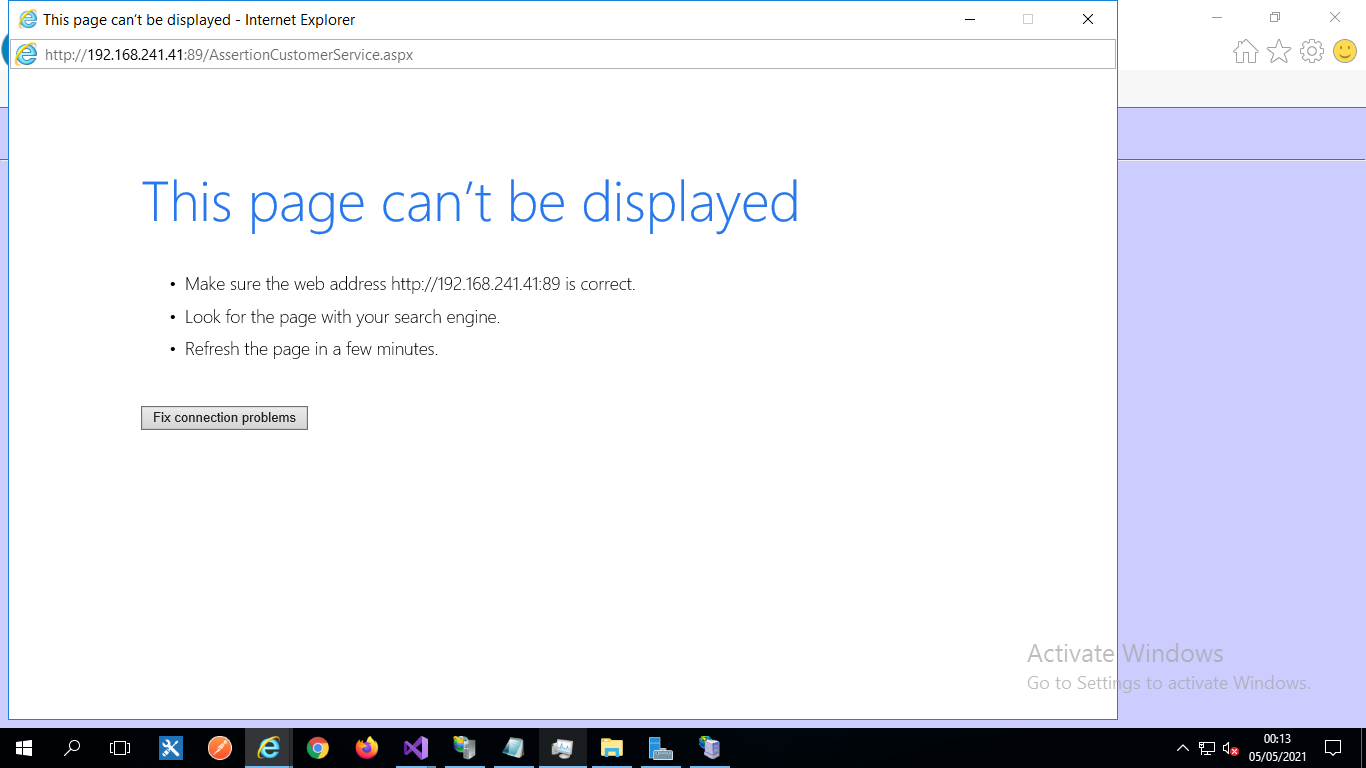 This page can’t be displayed - Internet Explorer
http://192.168.241.41:89/AssertionCustomerService.aspx
This page can’t be displayed
• Make sure the web address http://192.168.241.41:89 is correct.
• Look for the page with your search engine.
• Refresh the page in a few minutes.
Fix connection problems
Activate Windows
Go to Settings to activate Windows.
00:13
05/05/2021